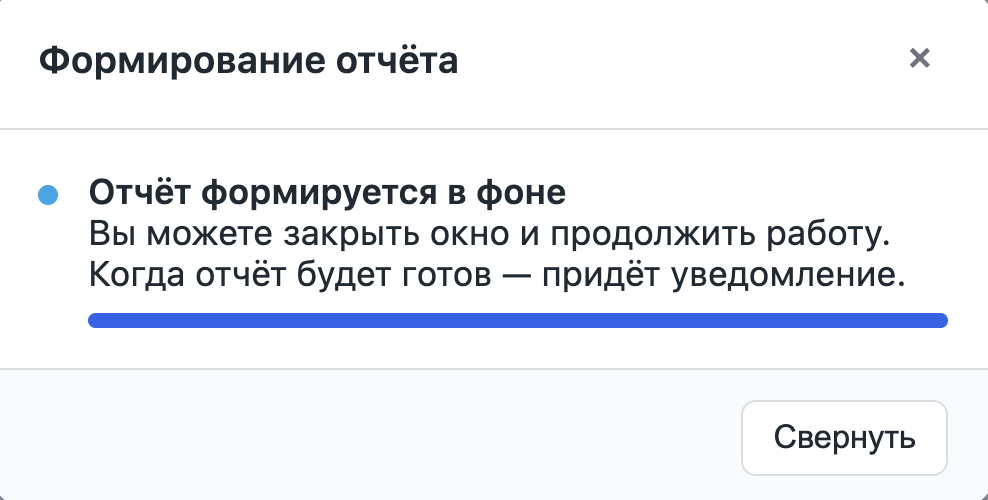 Формирование отчёта
Отчёт формируется в фоне
Вы можете закрыть окно и продолжить работу.
Когда отчёт будет готов — придёт уведомление.
Свернуть